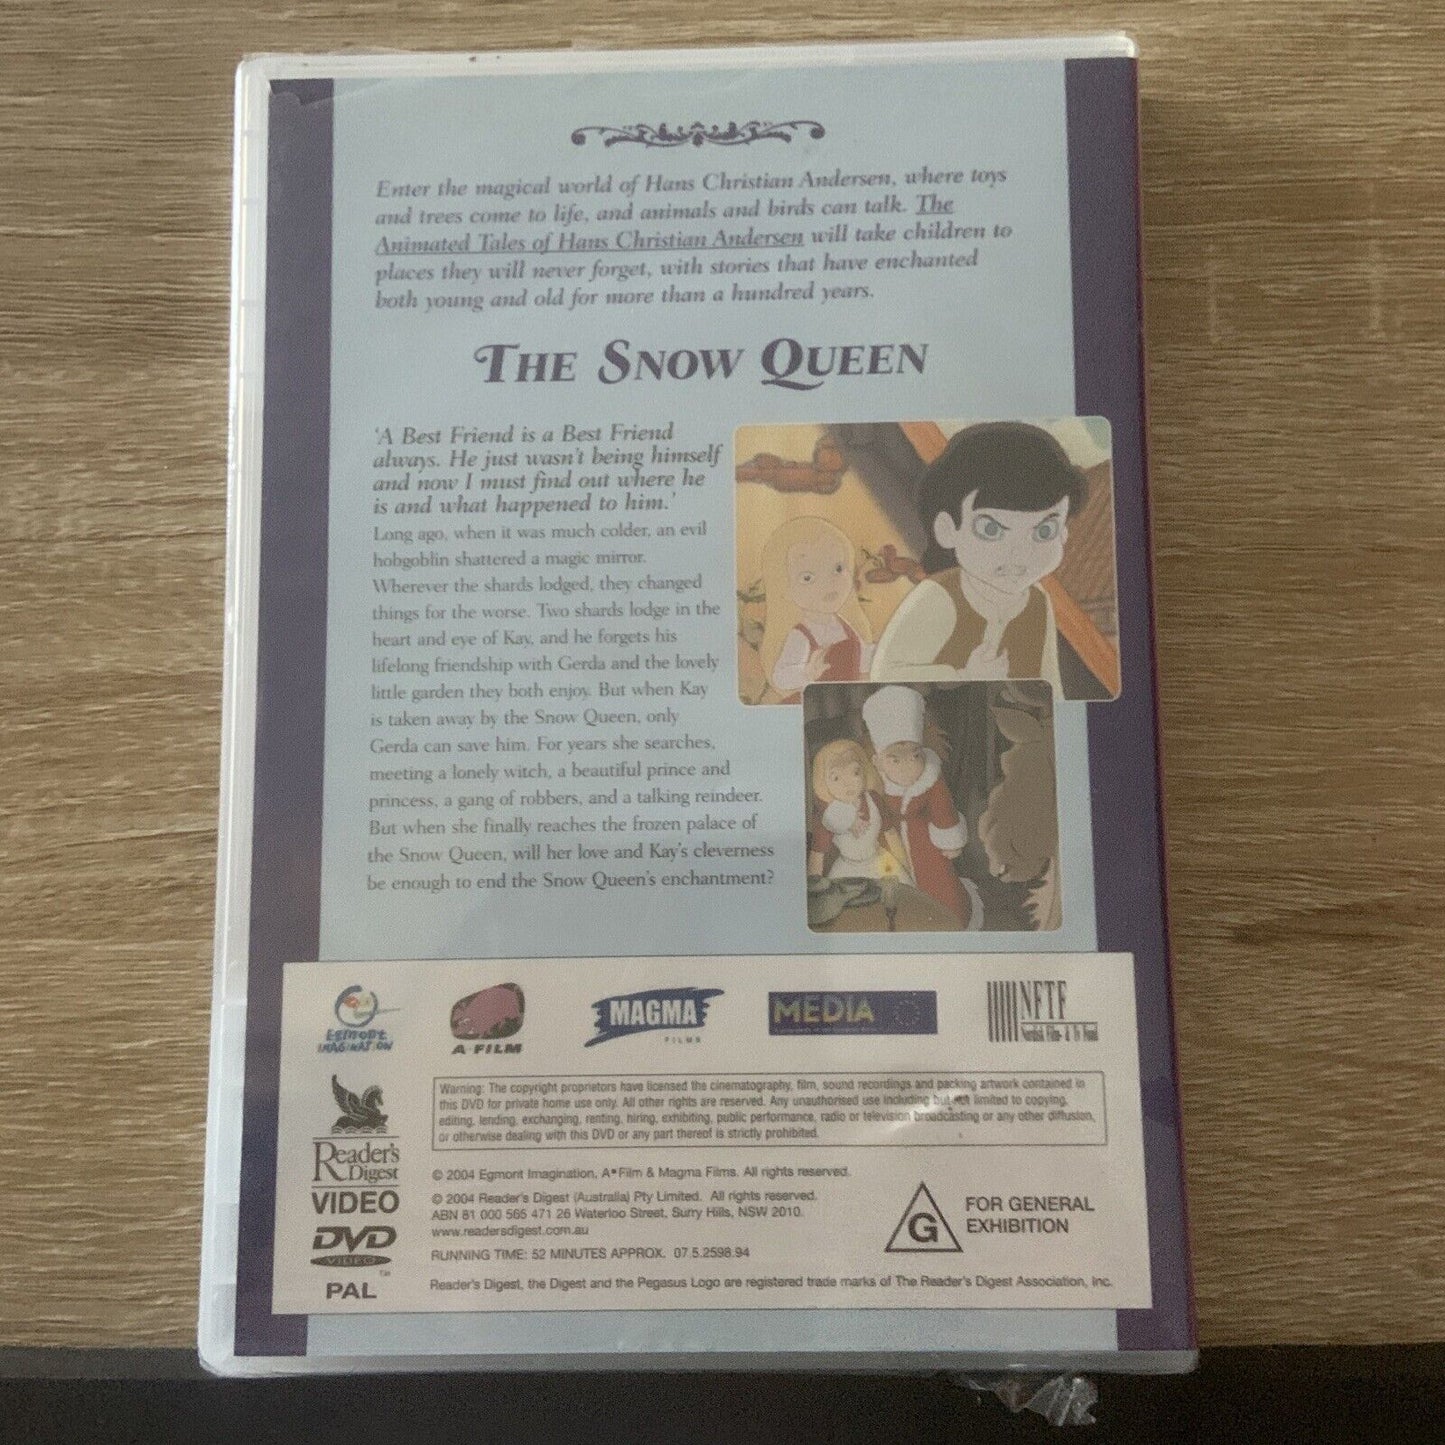 Enter the magical world of Hans Christian Andersen, where toys
and trees come to life, and animals and birds can talk. The
Animated Tales of Hans Christian Andersen will take children to
places they will never forget, with stories that have enchanted
both young and old for more than a hundred years.
THE SNOW QUEEN
'A Best Friend is a Best Friend
always. He just wasn't being himself
and now I must find out where he
is and what happened to him.'
Long ago, when it was much colder, an evil
hobgoblin shattered a magic mirror.
Wherever the shards lodged, they changed
things for the worse. Two shards lodge in the
heart and eye of Kay, and he forgets his
lifelong friendship with Gerda and the lovely
little garden they both enjoy. But when Kay
is taken away by the Snow Queen, only
Gerda can save him. For years she searches,
meeting a lonely witch, a beautiful prince and
princess, a gang of robbers, and a talking reindeer.
But when she finally reaches the frozen palace of
the Snow Queen, will her love and Kay's cleverness
be enough to end the Snow Queen's enchantment?
EGMONT
IMAGINATION
A•FILM
MAGMA
FILMS
MEDIA
NFTF
Nordisk Film- & Tv Fond
Warning: The copyright proprietors have licensed the cinematography, film, sound recordings and packing artwork contained in
this DVD for private home use only. All other rights are reserved. Any unauthorised use including but not limited to copying,
editing, lending, exchanging, renting, hiring, exhibiting, public performance, radio or television broadcasting or any other diffusion,
or otherwise dealing with this DVD or any part thereof is strictly prohibited.
Reader's
Digest
VIDEO
DVD
VIDEO
TM
PAL
© 2004 Egmont Imagination, A•Film & Magma Films. All rights reserved.
© 2004 Reader's Digest (Australia) Pty Limited. All rights reserved.
ABN 81 000 565 471 26 Waterloo Street, Surry Hills, NSW 2010.
www.readersdigest.com.au
RUNNING TIME: 52 MINUTES APPROX. 07.5.2598.94
Reader's Digest, the Digest and the Pegasus Logo are registered trade marks of The Reader's Digest Association, Inc.
G
FOR GENERAL
EXHIBITION